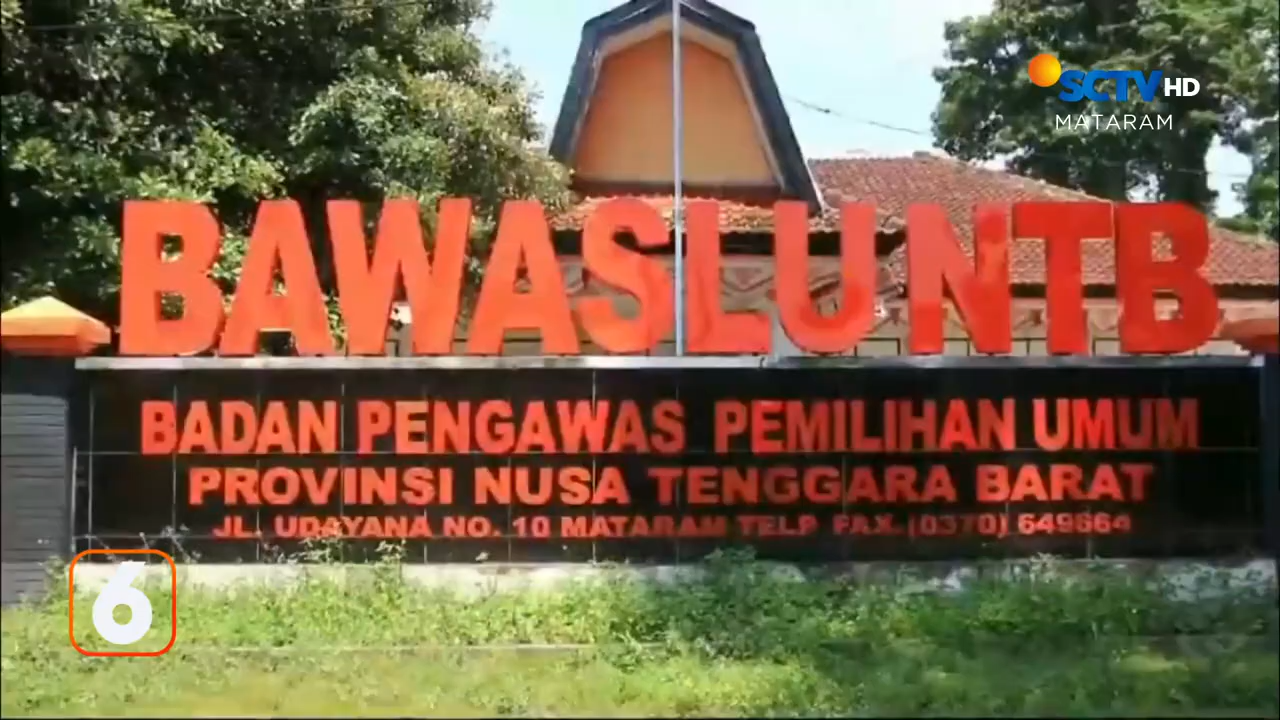 SCTV HD
MATARAM
BAWASLU NTB
BADAN PENGAWAS PEMILIHAN UMUM
PROVINSI NUSA TENGGARA BARAT
JL. UDAYANA NO. 10 MATARAM TELP FAX. (0370) 649664
6